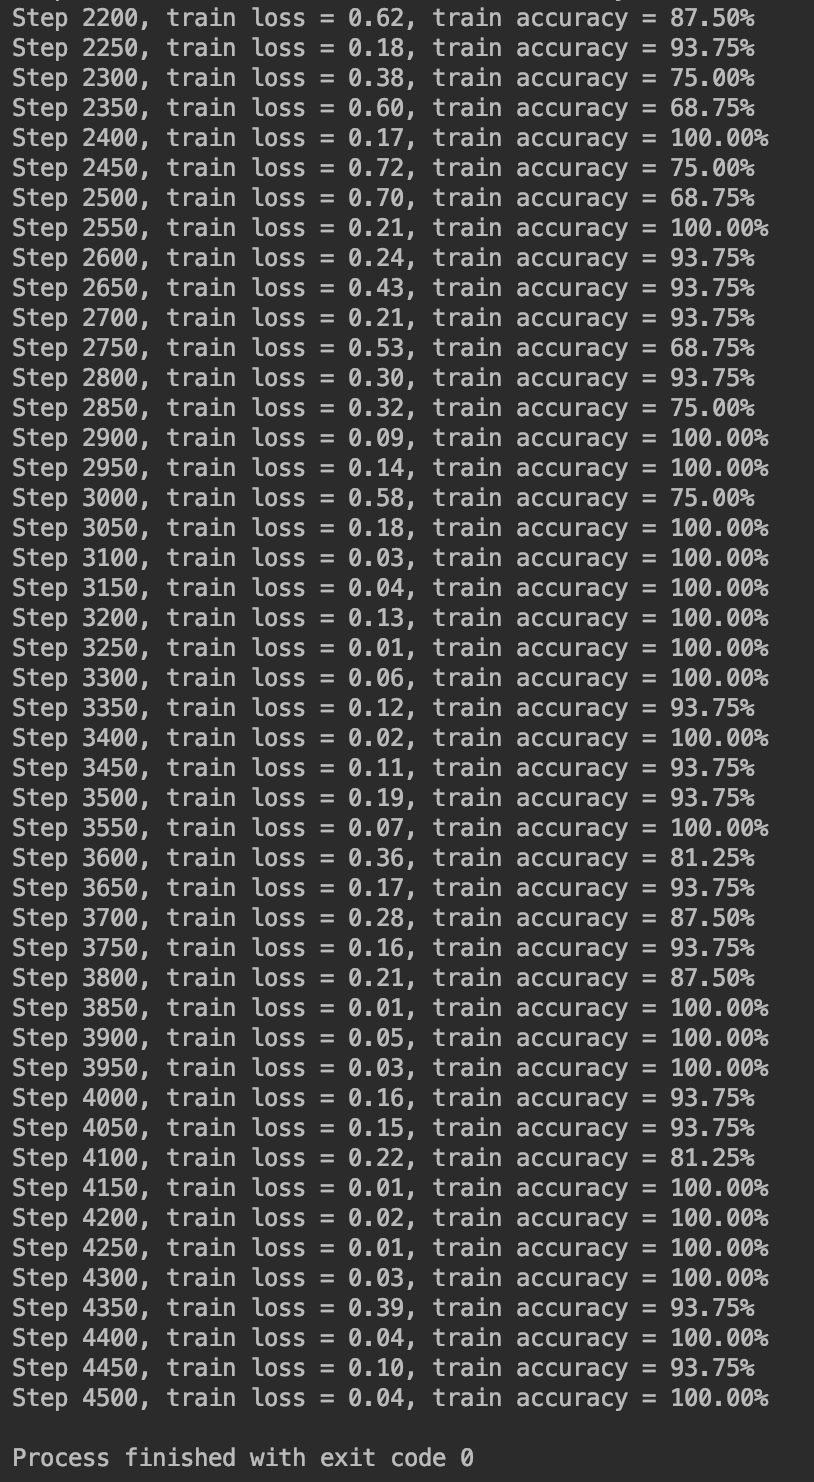 Step 2200, train loss = 0.62, train accuracy = 87.50%
Step 2250, train loss = 0.18, train accuracy = 93.75%
Step 2300, train loss = 0.38, train accuracy = 75.00%
Step 2350, train loss = 0.60, train accuracy = 68.75%
Step 2400, train loss = 0.17, train accuracy = 100.00%
Step 2450, train loss = 0.72, train accuracy = 75.00%
Step 2500, train loss = 0.70, train accuracy = 68.75%
Step 2550, train loss = 0.21, train accuracy = 100.00%
Step 2600, train loss = 0.24, train accuracy = 93.75%
Step 2650, train loss = 0.43, train accuracy = 93.75%
Step 2700, train loss = 0.21, train accuracy = 93.75%
Step 2750, train loss = 0.53, train accuracy = 68.75%
Step 2800, train loss = 0.30, train accuracy = 93.75%
Step 2850, train loss = 0.32, train accuracy = 75.00%
Step 2900, train loss = 0.09, train accuracy = 100.00%
Step 2950, train loss = 0.14, train accuracy = 100.00%
Step 3000, train loss = 0.58, train accuracy = 75.00%
Step 3050, train loss = 0.18, train accuracy = 100.00%
Step 3100, train loss = 0.03, train accuracy = 100.00%
Step 3150, train loss = 0.04, train accuracy = 100.00%
Step 3200, train loss = 0.13, train accuracy = 100.00%
Step 3250, train loss = 0.01, train accuracy = 100.00%
Step 3300, train loss = 0.06, train accuracy = 100.00%
Step 3350, train loss = 0.12, train accuracy = 93.75%
Step 3400, train loss = 0.02, train accuracy = 100.00%
Step 3450, train loss = 0.11, train accuracy = 93.75%
Step 3500, train loss = 0.19, train accuracy = 93.75%
Step 3550, train loss = 0.07, train accuracy = 100.00%
Step 3600, train loss = 0.36, train accuracy = 81.25%
Step 3650, train loss = 0.17, train accuracy = 93.75%
Step 3700, train loss = 0.28, train accuracy = 87.50%
Step 3750, train loss = 0.16, train accuracy = 93.75%
Step 3800, train loss = 0.21, train accuracy = 87.50%
Step 3850, train loss = 0.01, train accuracy = 100.00%
Step 3900, train loss = 0.05, train accuracy = 100.00%
Step 3950, train loss = 0.03, train accuracy = 100.00%
Step 4000, train loss = 0.16, train accuracy = 93.75%
Step 4050, train loss = 0.15, train accuracy = 93.75%
Step 4100, train loss = 0.22, train accuracy = 81.25%
Step 4150, train loss = 0.01, train accuracy = 100.00%
Step 4200, train loss = 0.02, train accuracy = 100.00%
Step 4250, train loss = 0.01, train accuracy = 100.00%
Step 4300, train loss = 0.03, train accuracy = 100.00%
Step 4350, train loss = 0.39, train accuracy = 93.75%
Step 4400, train loss = 0.04, train accuracy = 100.00%
Step 4450, train loss = 0.10, train accuracy = 93.75%
Step 4500, train loss = 0.04, train accuracy = 100.00%
Process finished with exit code 0